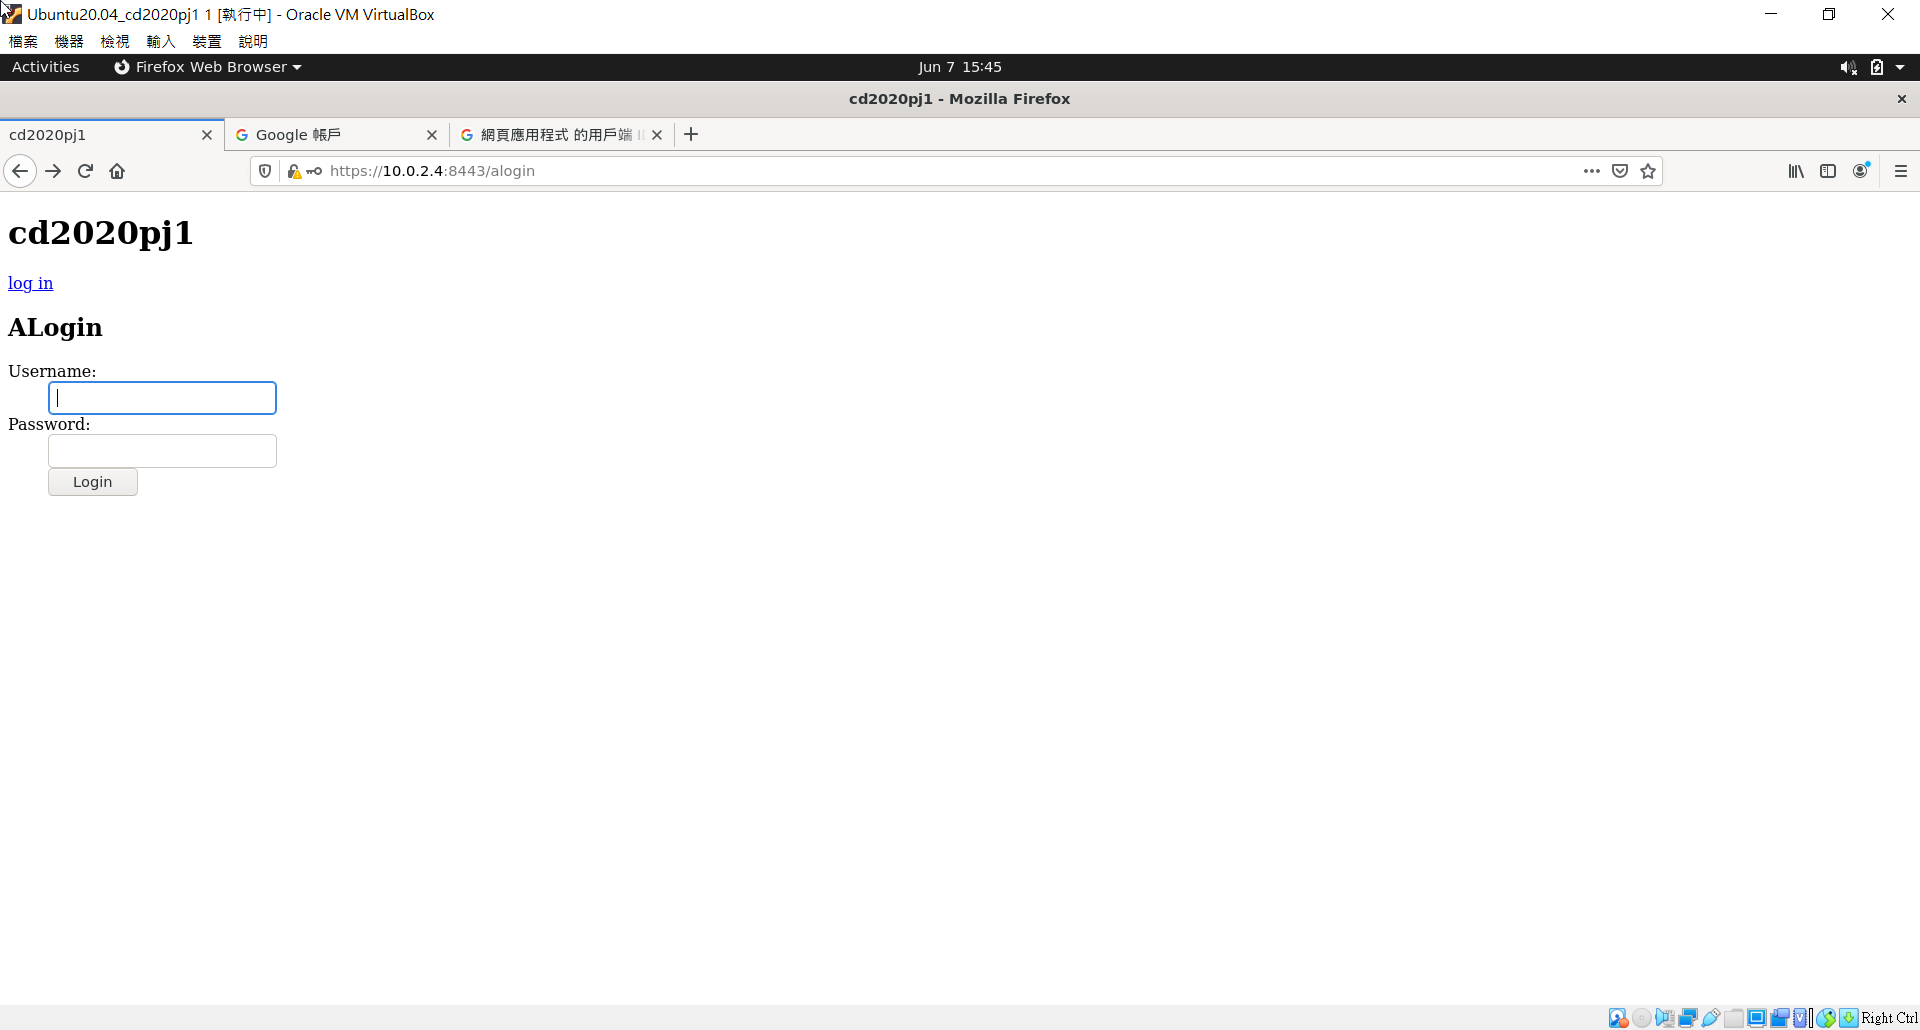 Ubuntu20.04_cd2020pj1 1 [執行中] - Oracle VM VirtualBox
檔案 機器 檢視 輸入 裝置 說明
Activities Firefox Web Browser Jun 7 15:45
cd2020pj1 - Mozilla Firefox
cd2020pj1 Google 帳戶 網頁應用程式 的用戶端
https://10.0.2.4:8443/alogin
cd2020pj1
log in
ALogin
Username:
Password:
Login
Right Ctrl